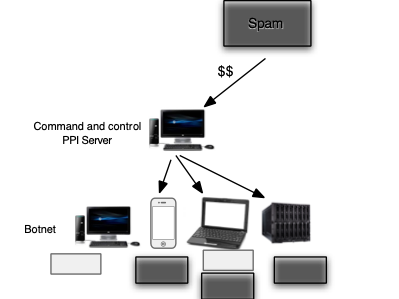 Spam
$$
Command and control
PPI Server
Botnet